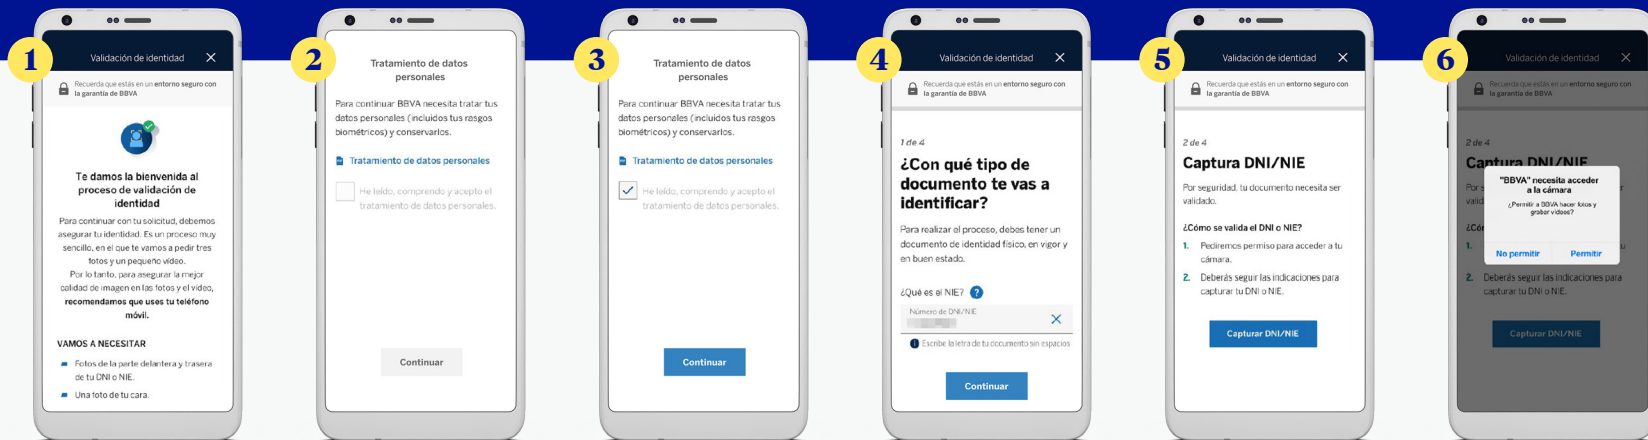 1
Validación de identidad
Recuerda que estás en un entorno seguro con
la garantía de BBVA
Te damos la bienvenida al
proceso de validación de
identidad
Para continuar con tu solicitud, debemos
asegurar tu identidad. Es un proceso muy
sencillo, en el que te vamos a pedir tres
fotos y un pequeño vídeo.
Por lo tanto, para asegurar la mejor
calidad de imagen en las fotos y el vídeo,
recomendamos que uses tu teléfono
móvil.
VAMOS A NECESITAR
Fotos de la parte delantera y trasera
de tu DNI o NIE.
Una foto de tu cara.
2
Tratamiento de datos
personales
Para continuar BBVA necesita tratar tus
datos personales (incluidos tus rasgos
biométricos) y conservarlos.
Tratamiento de datos personales
He leído, comprendo y acepto el
tratamiento de datos personales.
Continuar
3
Tratamiento de datos
personales
Para continuar BBVA necesita tratar tus
datos personales (incluidos tus rasgos
biométricos) y conservarlos.
Tratamiento de datos personales
He leído, comprendo y acepto el
tratamiento de datos personales.
Continuar
4
Validación de identidad
Recuerda que estás en un entorno seguro con
la garantía de BBVA
1 de 4
¿Con qué tipo de
documento te vas a
identificar?
Para realizar el proceso, debes tener un
documento de identidad físico, en vigor y
en buen estado.
¿Qué es el NIE? ?
Número de DNI/NIE
Escribe la letra de tu documento sin espacios
Continuar
5
Validación de identidad
Recuerda que estás en un entorno seguro con
la garantía de BBVA
2 de 4
Captura DNI/NIE
Por seguridad, tu documento necesita ser
validado.
¿Cómo se valida el DNI o NIE?
1. Pediremos permiso para acceder a tu
cámara.
2. Deberás seguir las indicaciones para
capturar tu DNI o NIE.
Capturar DNI/NIE
6
Validación de identidad
Recuerda que estás en un entorno seguro con
la garantía de BBVA
2 de 4
Captura DNI/NIE
"BBVA" necesita acceder
a la cámara
¿Permitir a BBVA hacer fotos y
grabar vídeos?
No permitir Permitir
2. Deberás seguir las indicaciones para
capturar tu DNI o NIE.
Capturar DNI/NIE